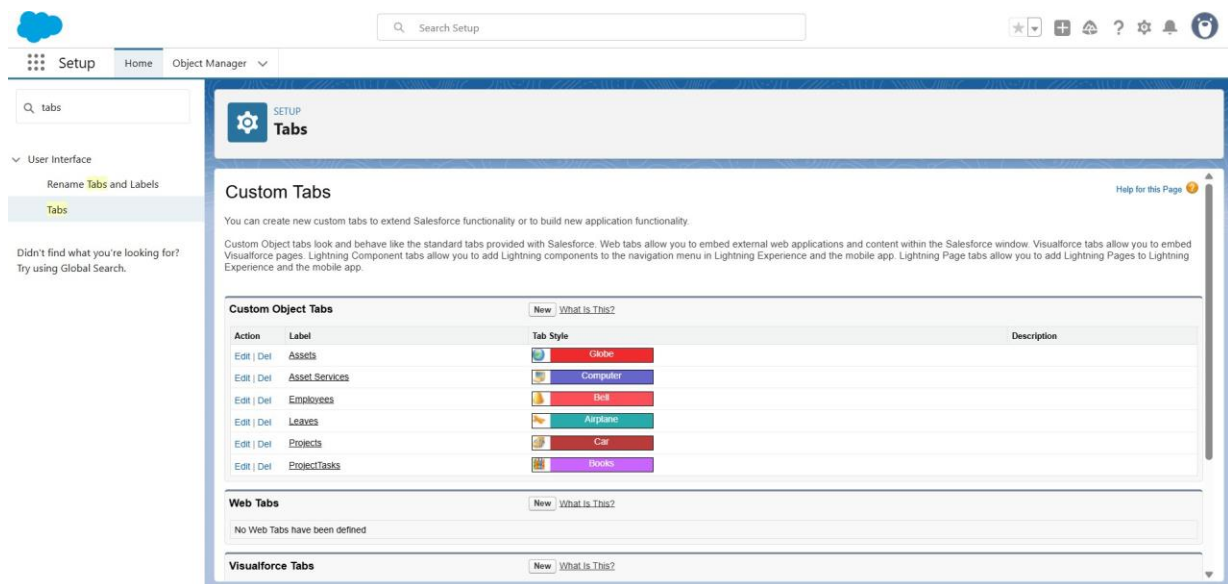 Search Setup
Setup Home Object Manager
tabs
User Interface
Rename Tabs and Labels
Tabs
Didn't find what you're looking for?
Try using Global Search.
SETUP
Tabs
Custom Tabs
Help for this Page
You can create new custom tabs to extend Salesforce functionality or to build new application functionality.
Custom Object tabs look and behave like the standard tabs provided with Salesforce. Web tabs allow you to embed external web applications and content within the Salesforce window. Visualforce tabs allow you to embed
Visualforce pages. Lightning Component tabs allow you to add Lightning components to the navigation menu in Lightning Experience and the mobile app. Lightning Page tabs allow you to add Lightning Pages to Lightning
Experience and the mobile app.
Custom Object Tabs New What Is This?
Action Label Tab Style Description
Edit | Del Assets Globe
Edit | Del Asset Services Computer
Edit | Del Employees Bell
Edit | Del Leaves Airplane
Edit | Del Projects Car
Edit | Del ProjectTasks Books
Web Tabs New What Is This?
No Web Tabs have been defined
Visualforce Tabs New What Is This?